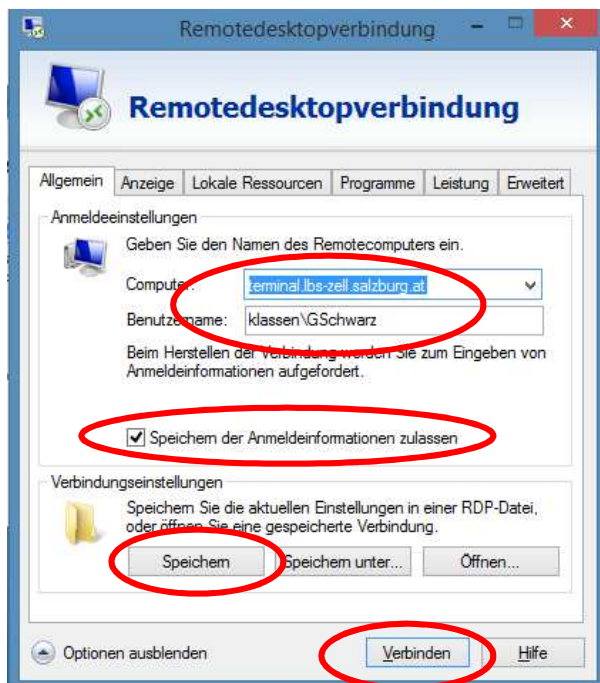 Remotedesktopverbindung
Remotedesktopverbindung
Allgemein Anzeige Lokale Ressourcen Programme Leistung Erweitert
Anmeldeeinstellungen
Geben Sie den Namen des Remotecomputers ein.
Computer: terminal.lbs-zell.salzburg.at
Benutzername: klassen\GSchwarz
Beim Herstellen der Verbindung werden Sie zum Eingeben von
Anmeldeinformationen aufgefordert.
Speichern der Anmeldeinformationen zulassen
Verbindungseinstellungen
Speichern Sie die aktuellen Einstellungen in einer RDP-Datei,
oder öffnen Sie eine gespeicherte Verbindung.
Speichern Speichern unter... Öffnen...
Optionen ausblenden Verbinden Hilfe